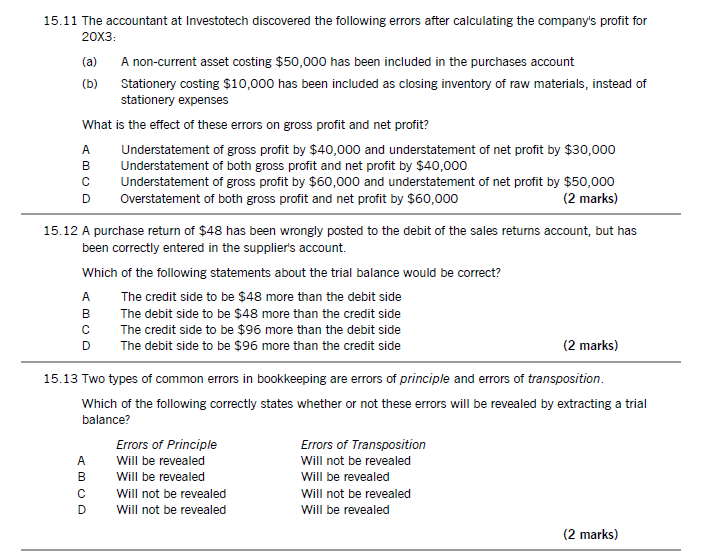 15.11 The accountant at Investotech discovered the following errors after calculating the company's profit for
20X3:
(a) A non-current asset costing $50,000 has been included in the purchases account
(b) Stationery costing $10,000 has been included as closing inventory of raw materials, instead of
stationery expenses
What is the effect of these errors on gross profit and net profit?
A Understatement of gross profit by $40,000 and understatement of net profit by $30,000
B Understatement of both gross profit and net profit by $40,000
C Understatement of gross profit by $60,000 and understatement of net profit by $50,000
D Overstatement of both gross profit and net profit by $60,000 (2 marks)
15.12 A purchase return of $48 has been wrongly posted to the debit of the sales returns account, but has
been correctly entered in the supplier's account.
Which of the following statements about the trial balance would be correct?
A The credit side to be $48 more than the debit side
B The debit side to be $48 more than the credit side
C The credit side to be $96 more than the debit side
D The debit side to be $96 more than the credit side (2 marks)
15.13 Two types of common errors in bookkeeping are errors of principle and errors of transposition.
Which of the following correctly states whether or not these errors will be revealed by extracting a trial
balance?
Errors of Principle Errors of Transposition
A Will be revealed Will not be revealed
B Will be revealed Will be revealed
C Will not be revealed Will not be revealed
D Will not be revealed Will be revealed
(2 marks)